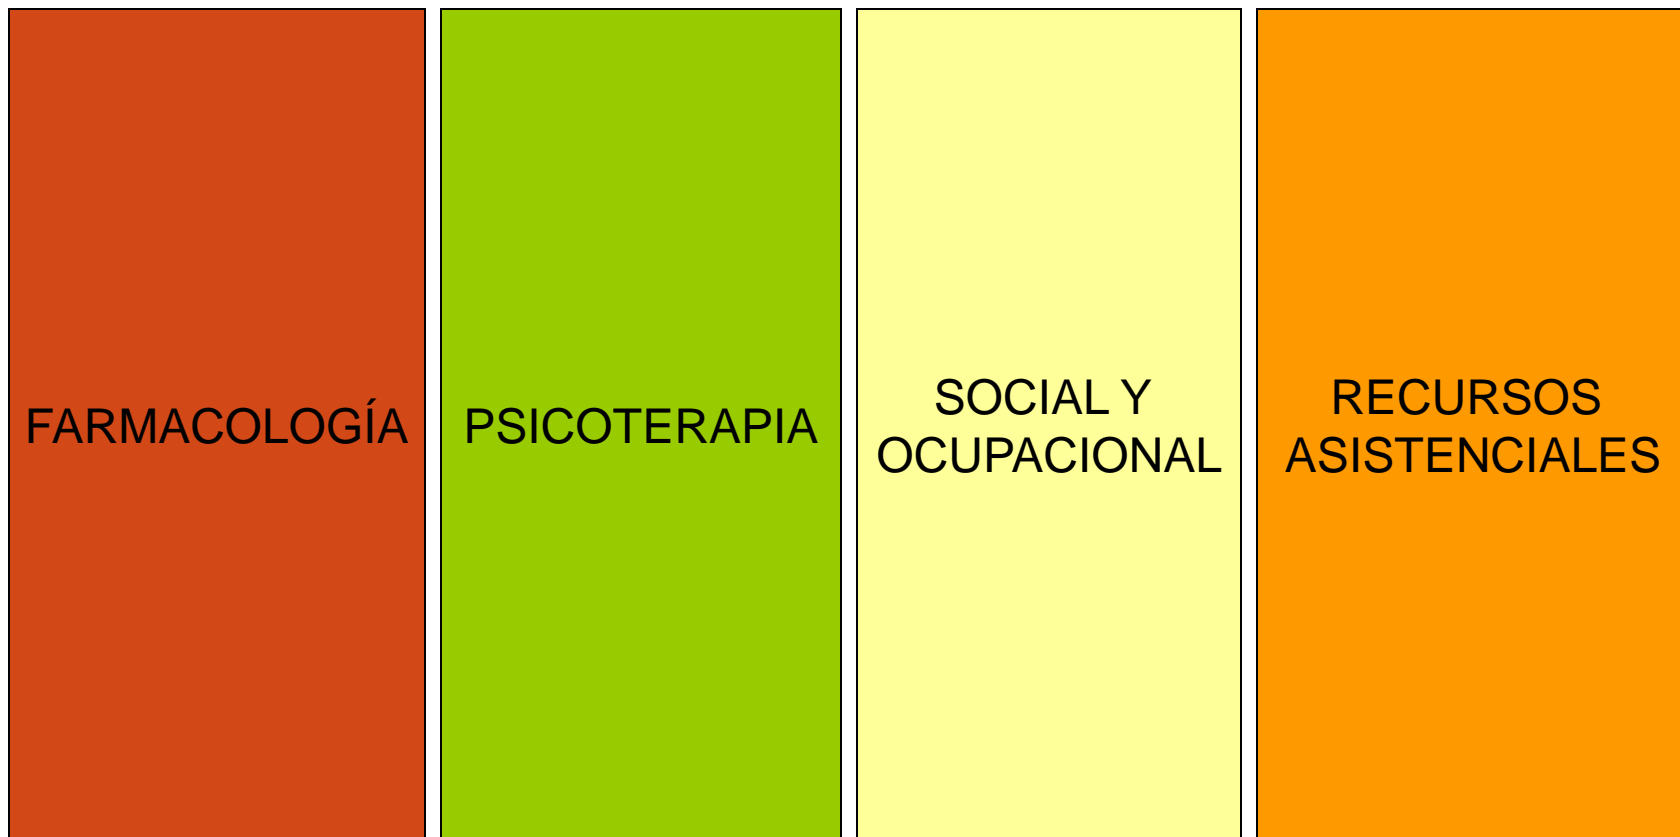 FARMACOLOGÍA
PSICOTERAPIA
SOCIAL Y
OCUPACIONAL
RECURSOS
ASISTENCIALES